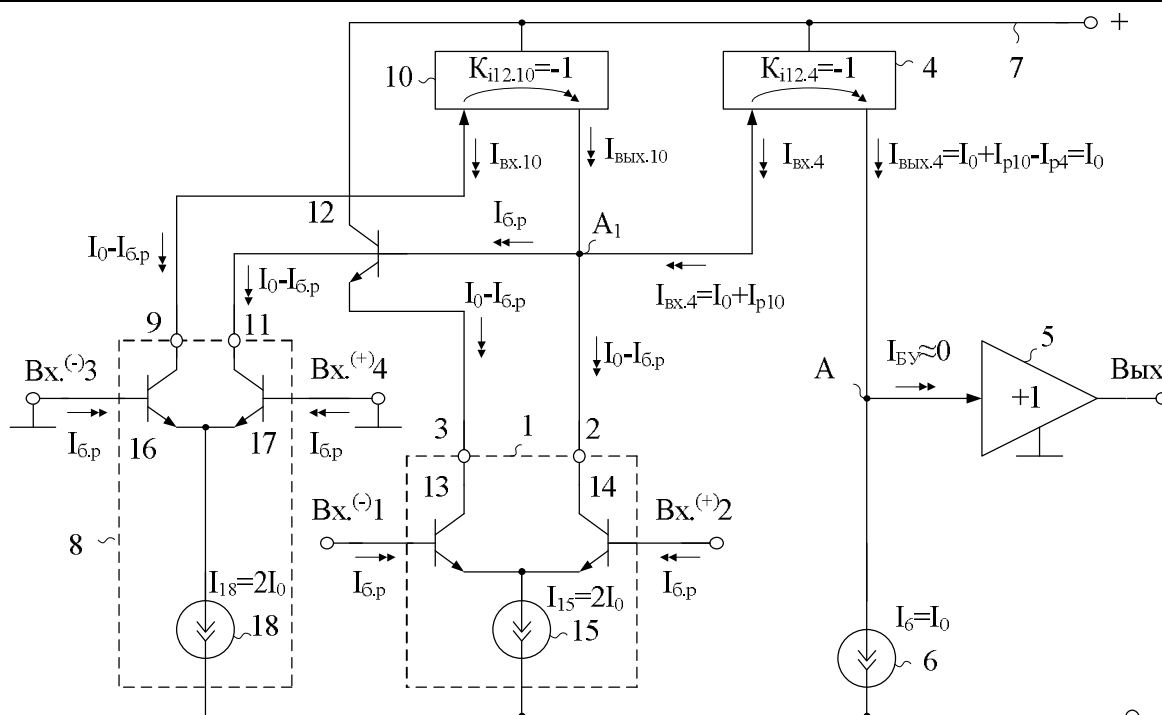 +
10
Кi12.10=-1
Кi12.4=-1
4
7
Iвх.10
Iвых.10
Iвх.4
Iвых.4=I0+Iр10-Iр4=I0
12
Iб.р
А1
I0-Iб.р
I0-Iб.р
I0-Iб.р
Iвх.4=I0+Iр10
9
11
I0-Iб.р
IБУ≈0
5
Вх.(-)3
Вх.(+)4
А
+1
Вых
Iб.р
16
17
Iб.р
3
1
2
13
14
Вх.(-)1
Вх.(+)2
8
Iб.р
Iб.р
I18=2I0
I15=2I0
I6=I0
18
15
6